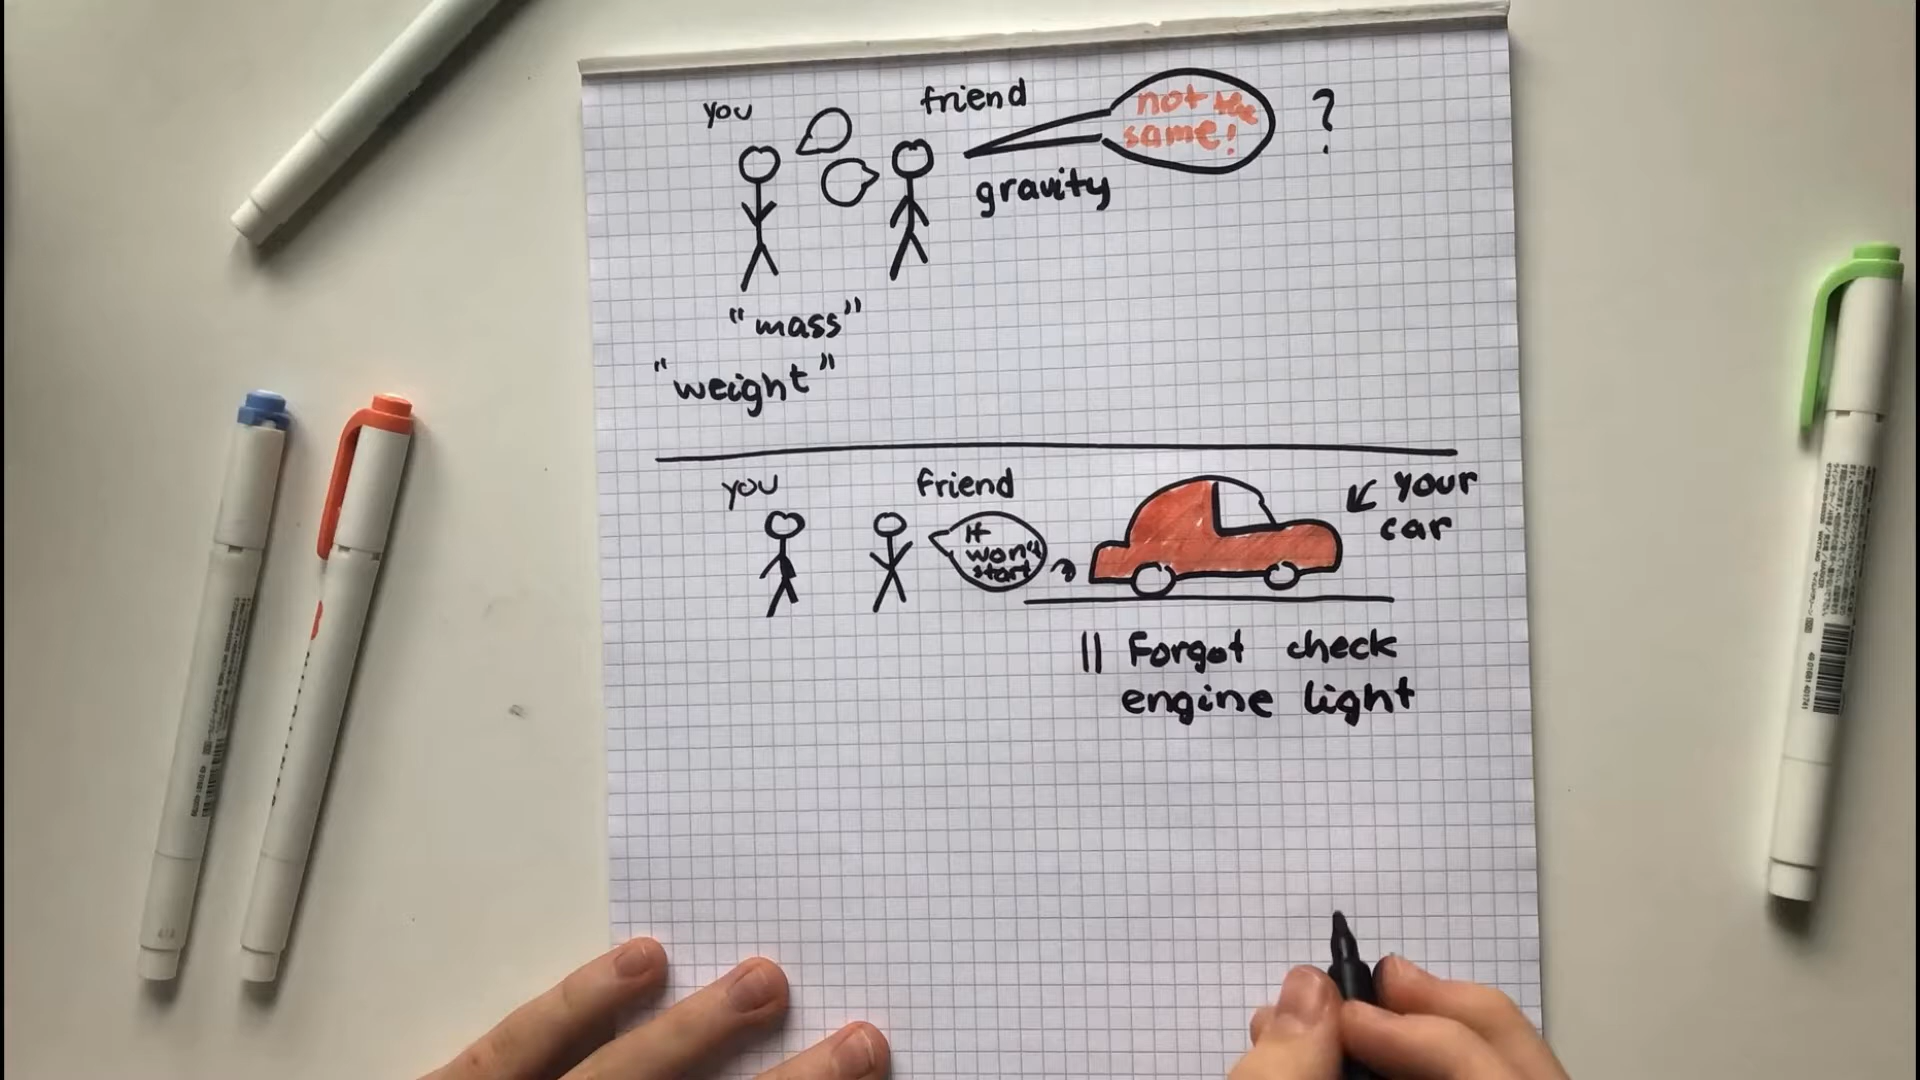 you
friend
not the
same!
?
gravity
"mass"
"weight"
you
friend
It
won't
start
your
car
|| Forgot check
engine light